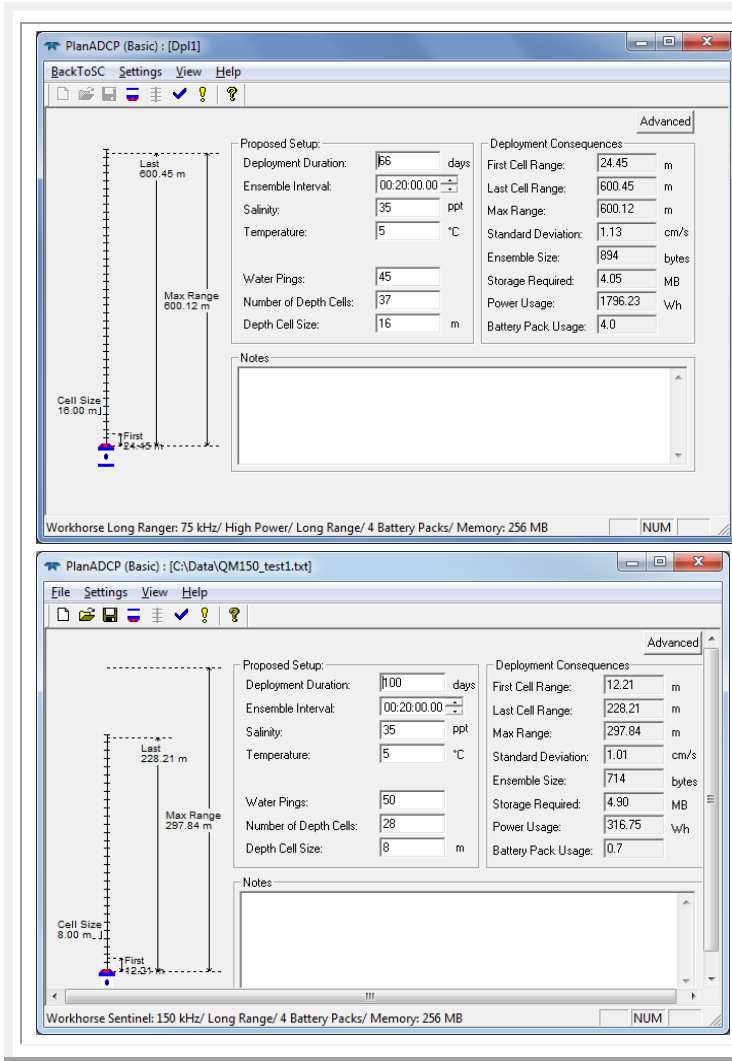 PlanADCP (Basic) : [Dpl1]
BackToSC Settings View Help
Advanced
Last
600.45 m
Max Range
600.12 m
Cell Size
16.00 m
First
24.45 m
Proposed Setup:
Deployment Duration: 66 days
Ensemble Interval: 00:20:00.00
Salinity: 35 ppt
Temperature: 5 °C
Water Pings: 45
Number of Depth Cells: 37
Depth Cell Size: 16 m
Deployment Consequences
First Cell Range: 24.45 m
Last Cell Range: 600.45 m
Max Range: 600.12 m
Standard Deviation: 1.13 cm/s
Ensemble Size: 894 bytes
Storage Required: 4.05 MB
Power Usage: 1796.23 Wh
Battery Pack Usage: 4.0
Notes
Workhorse Long Ranger: 75 kHz/ High Power/ Long Range/ 4 Battery Packs/ Memory: 256 MB NUM
PlanADCP (Basic) : [C:\Data\QM150_test1.txt]
File Settings View Help
Advanced
Last
228.21 m
Max Range
297.84 m
Cell Size
8.00 m
First
12.21 m
Proposed Setup:
Deployment Duration: 100 days
Ensemble Interval: 00:20:00.00
Salinity: 35 ppt
Temperature: 5 °C
Water Pings: 50
Number of Depth Cells: 28
Depth Cell Size: 8 m
Deployment Consequences
First Cell Range: 12.21 m
Last Cell Range: 228.21 m
Max Range: 297.84 m
Standard Deviation: 1.01 cm/s
Ensemble Size: 714 bytes
Storage Required: 4.90 MB
Power Usage: 316.75 Wh
Battery Pack Usage: 0.7
Notes
Workhorse Sentinel: 150 kHz/ Long Range/ 4 Battery Packs/ Memory: 256 MB NUM